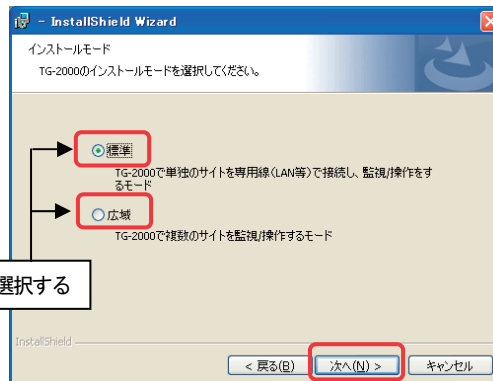 - InstallShield Wizard
インストールモード
TG-2000のインストールモードを選択してください。
標準
TG-2000で単独のサイトを専用線(LAN等)で接続し、監視/操作をす
るモード
広域
TG-2000で複数のサイトを監視/操作するモード
選択する
InstallShield
< 戻る(B)
次へ(N) >
キャンセル